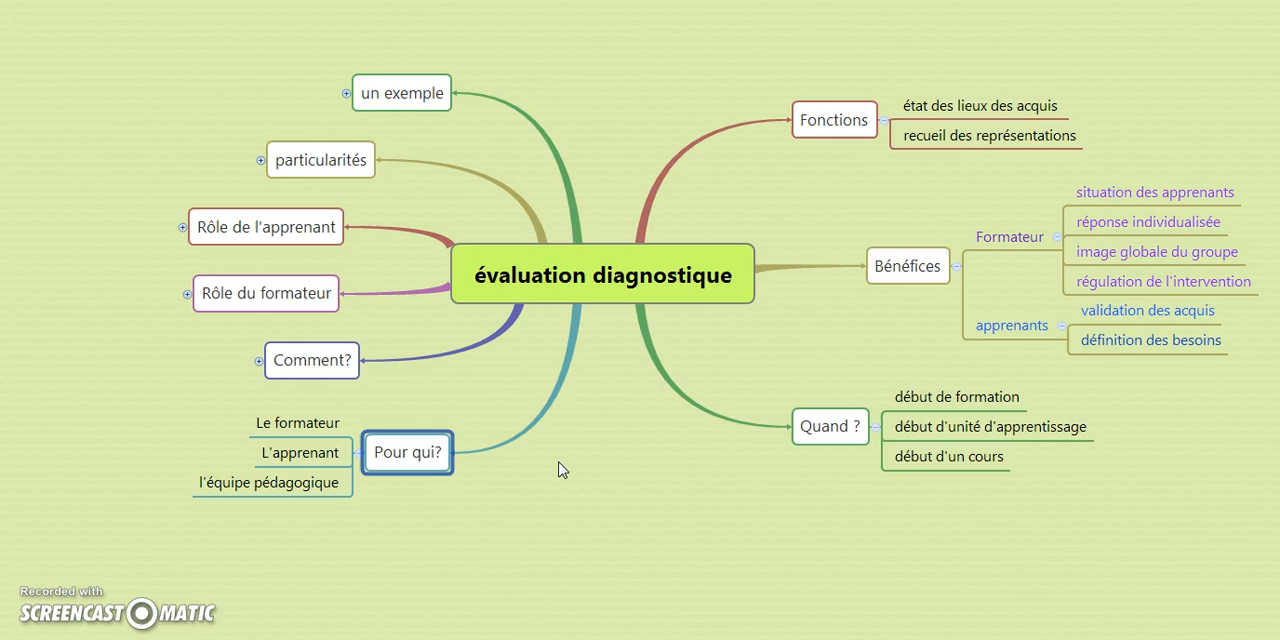 évaluation diagnostique
Fonctions
état des lieux des acquis
recueil des représentations
Bénéfices
Formateur
situation des apprenants
réponse individualisée
image globale du groupe
régulation de l'intervention
apprenants
validation des acquis
définition des besoins
Quand ?
début de formation
début d'unité d'apprentissage
début d'un cours
Pour qui?
Le formateur
L'apprenant
l'équipe pédagogique
Comment?
Rôle du formateur
Rôle de l'apprenant
particularités
un exemple
Recorded with
SCREENCAST MATIC